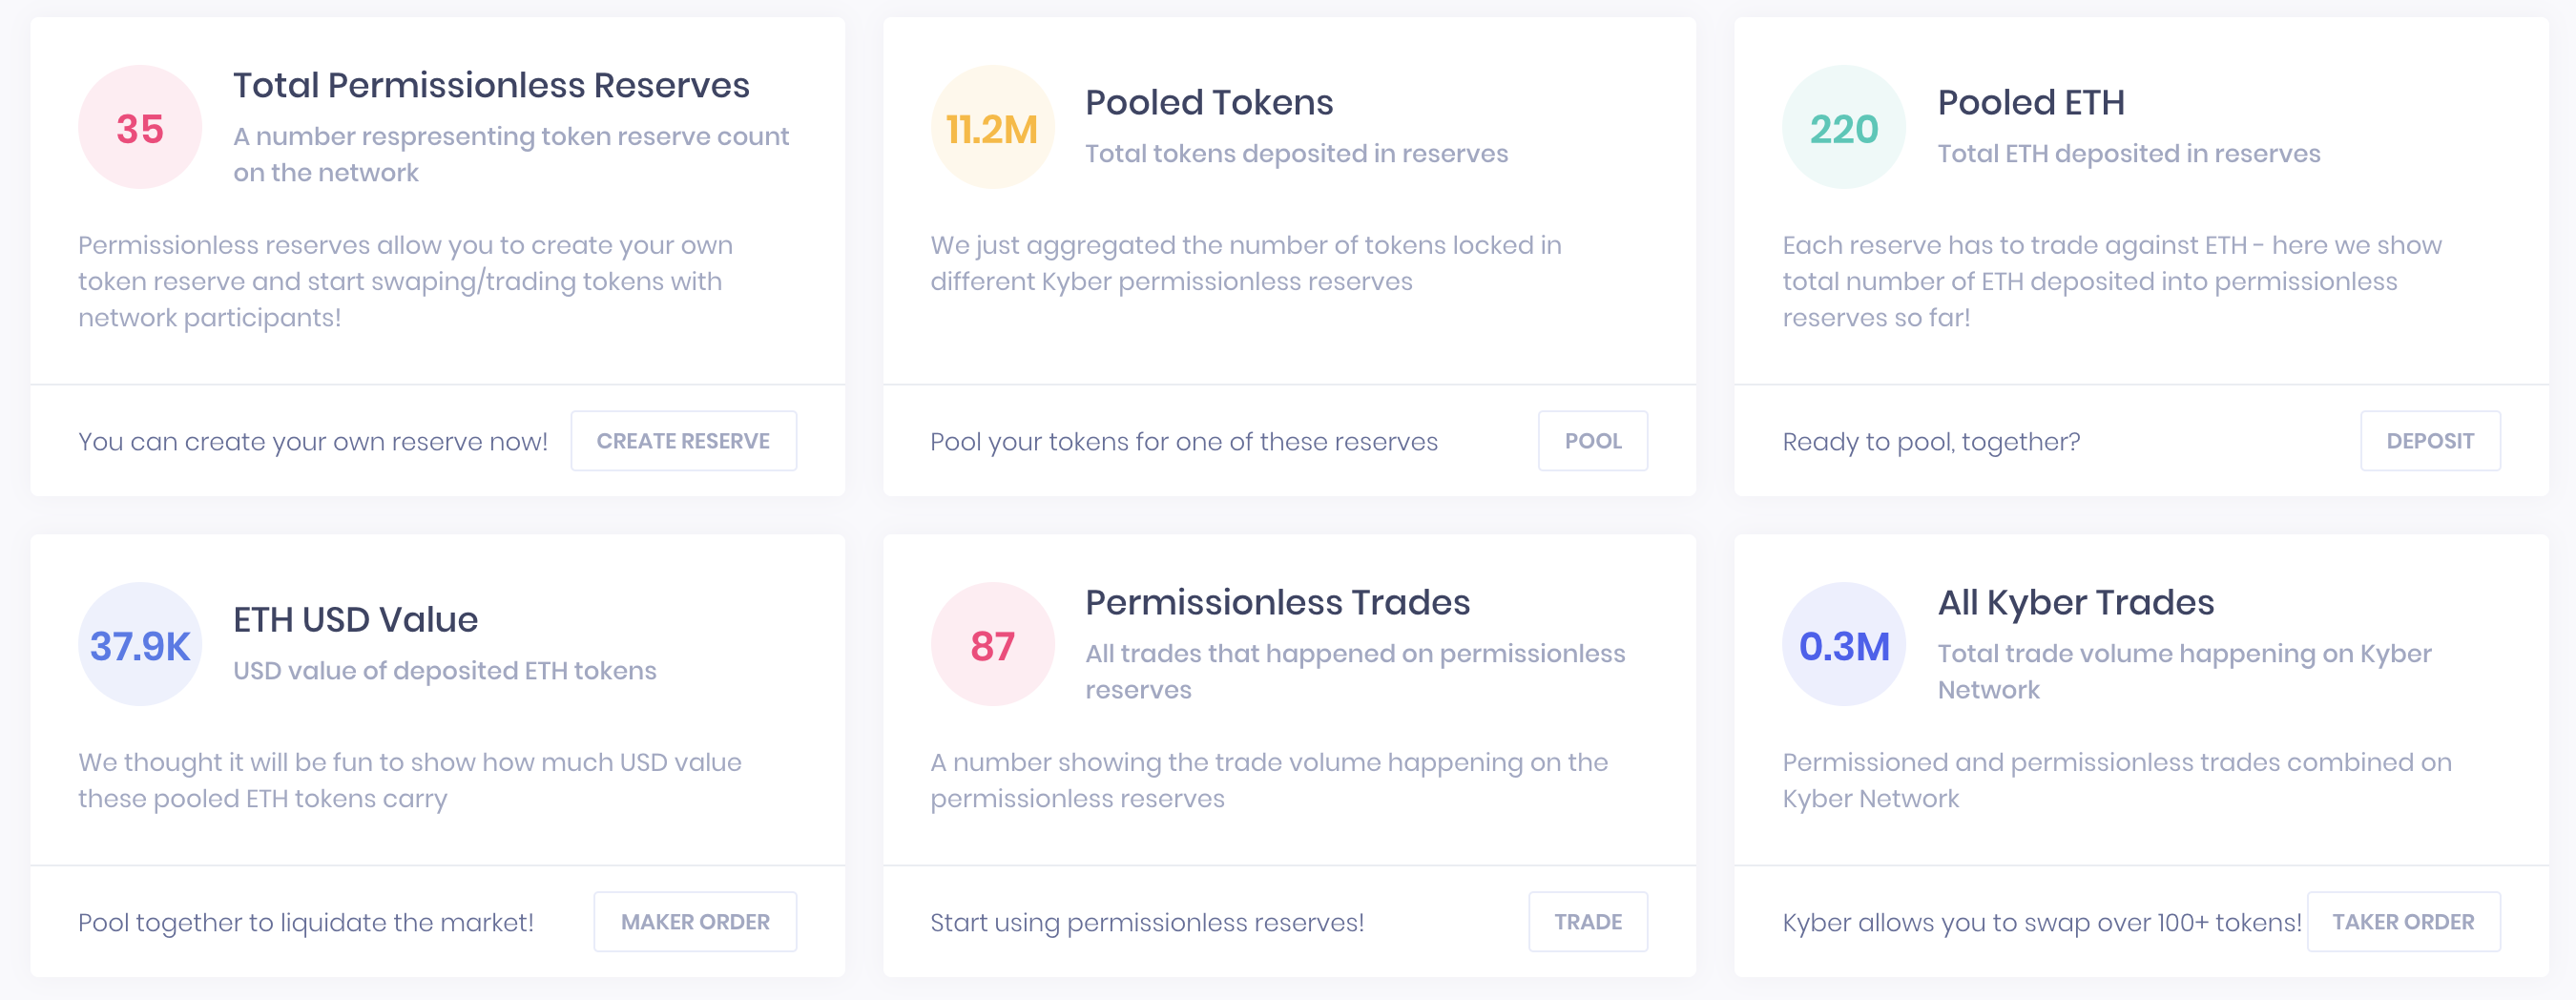 35
Total Permissionless Reserves
A number respresenting token reserve count
on the network
Permissionless reserves allow you to create your own
token reserve and start swaping/trading tokens with
network participants!
You can create your own reserve now!
CREATE RESERVE
11.2M
Pooled Tokens
Total tokens deposited in reserves
We just aggregated the number of tokens locked in
different Kyber permissionless reserves
Pool your tokens for one of these reserves
POOL
220
Pooled ETH
Total ETH deposited in reserves
Each reserve has to trade against ETH - here we show
total number of ETH deposited into permissionless
reserves so far!
Ready to pool, together?
DEPOSIT
37.9K
ETH USD Value
USD value of deposited ETH tokens
We thought it will be fun to show how much USD value
these pooled ETH tokens carry
Pool together to liquidate the market!
MAKER ORDER
87
Permissionless Trades
All trades that happened on permissionless
reserves
A number showing the trade volume happening on the
permissionless reserves
Start using permissionless reserves!
TRADE
0.3M
All Kyber Trades
Total trade volume happening on Kyber
Network
Permissioned and permissionless trades combined on
Kyber Network
Kyber allows you to swap over 100+ tokens!
TAKER ORDER